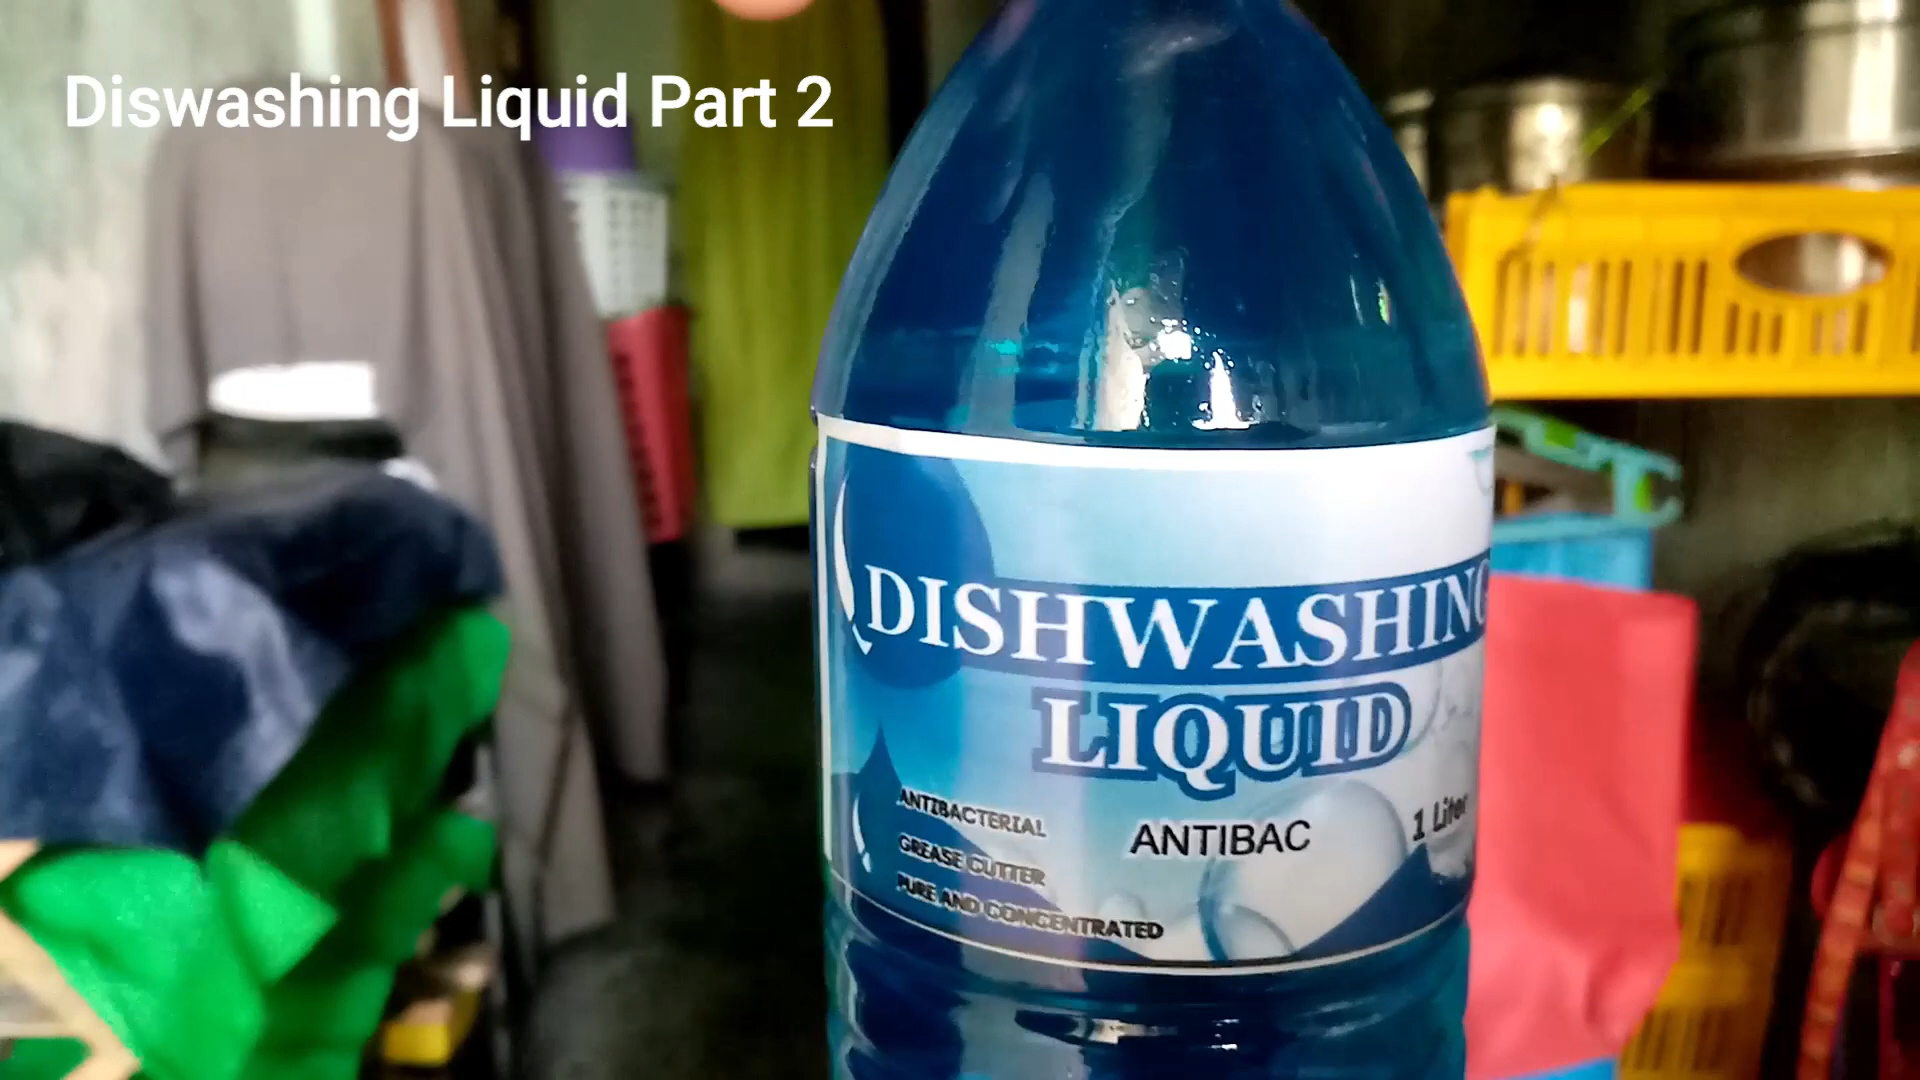 Diswashing Liquid Part 2
DISHWASHING
LIQUID
ANTIBACTERIAL
GREASE CUTTER
PURE AND CONCENTRATED
ANTIBAC
1 Liter